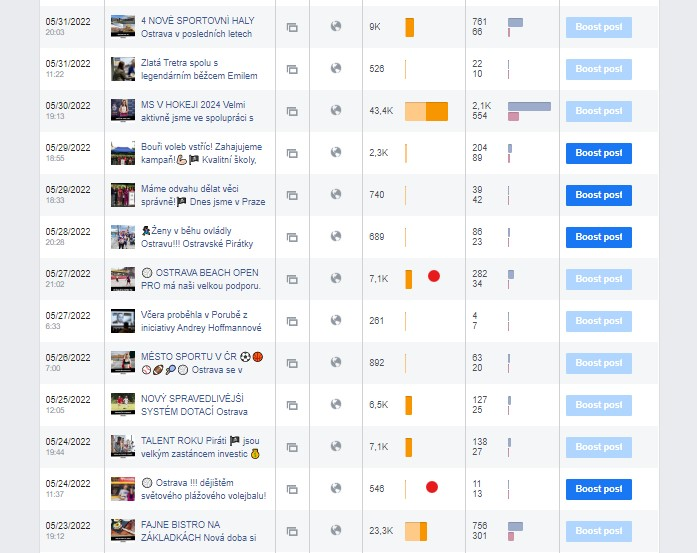 05/31/2022
20:03
4 NOVÉ SPORTOVNÍ HALY
Ostrava v posledních letech
9K
761
66
Boost post
05/31/2022
11:22
Zlatá Tretra spolu s
legendárním běžcem Emilem
526
22
10
Boost post
05/30/2022
19:13
MS V HOKEJI 2024 Velmi
aktivně jsme ve spolupráci s
43,4K
2,1K
554
Boost post
05/29/2022
18:55
Bouři voleb vstříc! Zahajujeme
kampaň!💪🏴 Kvalitní školy,
2,3K
204
89
Boost post
05/29/2022
18:33
Máme odvahu dělat věci
správně!🏴 Dnes jsme v Praze
740
39
42
Boost post
05/28/2022
20:28
Ženy v běhu ovládly
Ostravu!!! Ostravské Pirátky
689
86
23
Boost post
05/27/2022
21:02
🏐 OSTRAVA BEACH OPEN
PRO má naši velkou podporu.
7,1K
282
34
Boost post
05/27/2022
6:33
Včera proběhla v Porubě z
iniciativy Andrey Hoffmannové
261
4
7
Boost post
05/26/2022
7:00
MĚSTO SPORTU V ČR ⚽🏀
⚾🏈🎾🏐 Ostrava se v
892
63
20
Boost post
05/25/2022
12:05
NOVÝ SPRAVEDLIVĚJŠÍ
SYSTÉM DOTACÍ Ostrava
6,5K
127
25
Boost post
05/24/2022
19:44
TALENT ROKU Piráti 🏴 jsou
velkým zastáncem investic 🏅
7,1K
138
27
Boost post
05/24/2022
11:37
🏐 Ostrava !!! dějištěm
světového plážového volejbalu!
546
11
13
Boost post
05/23/2022
19:12
FAJNE BISTRO NA
ZÁKLADKÁCH Nová doba si
23,3K
756
301
Boost post